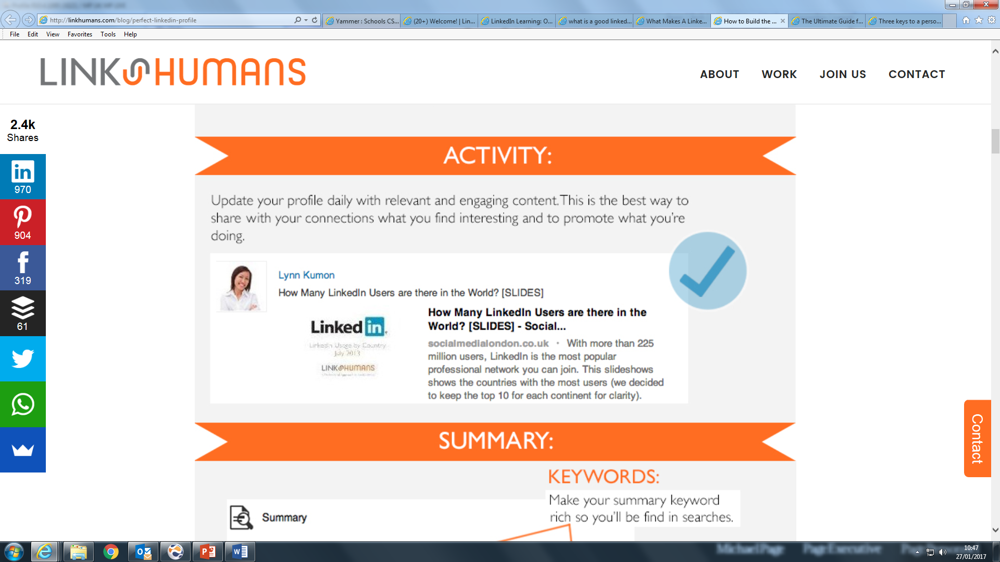 http://linkhumans.com/blog/perfect-linkedin-profile
Yammer : Schools CS...
(20+) Welcome! | Lin...
LinkedIn Learning: O...
what is a good linked...
What Makes A Linke...
How to Build the ...
The Ultimate Guide f...
Three keys to a perso...
File Edit View Favorites Tools Help
LINK HUMANS
ABOUT WORK JOIN US CONTACT
2.4k
Shares
970
904
319
61
ACTIVITY:
Update your profile daily with relevant and engaging content. This is the best way to
share with your connections what you find interesting and to promote what you're
doing.
Lynn Kumon
How Many LinkedIn Users are there in the World? [SLIDES]
Linked in
LinkedIn Usage by Country
July 2013
LINK HUMANS
How Many LinkedIn Users are there in the
World? [SLIDES] - Social...
socialmedialondon.co.uk · With more than 225
million users, LinkedIn is the most popular
professional network you can join. This slideshows
shows the countries with the most users (we decided
to keep the top 10 for each continent for clarity).
SUMMARY:
KEYWORDS:
Make your summary keyword
rich so you'll be find in searches.
Summary
Contact
Michael Page Page Executive
10:47
27/01/2017